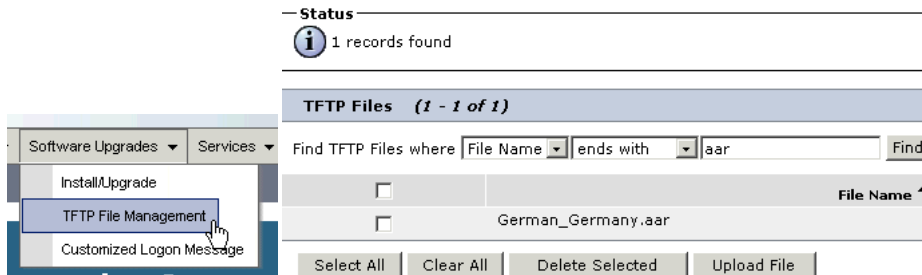 Software Upgrades Services
Install/Upgrade
TFTP File Management
Customized Logon Message
Status
1 records found
TFTP Files (1 - 1 of 1)
Find TFTP Files where File Name ends with aar Find
File Name
German_Germany.aar
Select All Clear All Delete Selected Upload File